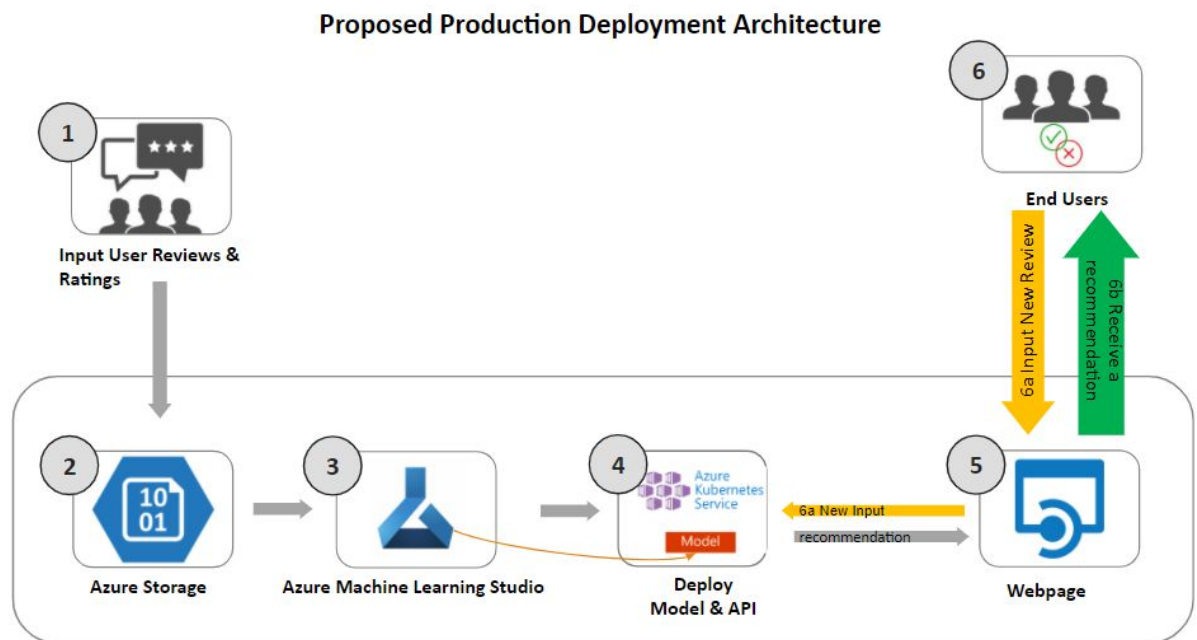 Proposed Production Deployment Architecture
1
Input User Reviews &
Ratings
6
End Users
6a Input New Review
6b Receive a
recommendation
2
10
01
Azure Storage
3
Azure Machine Learning Studio
4
Azure
Kubernetes
Service
Model
Deploy
Model & API
6a New Input
recommendation
5
Webpage